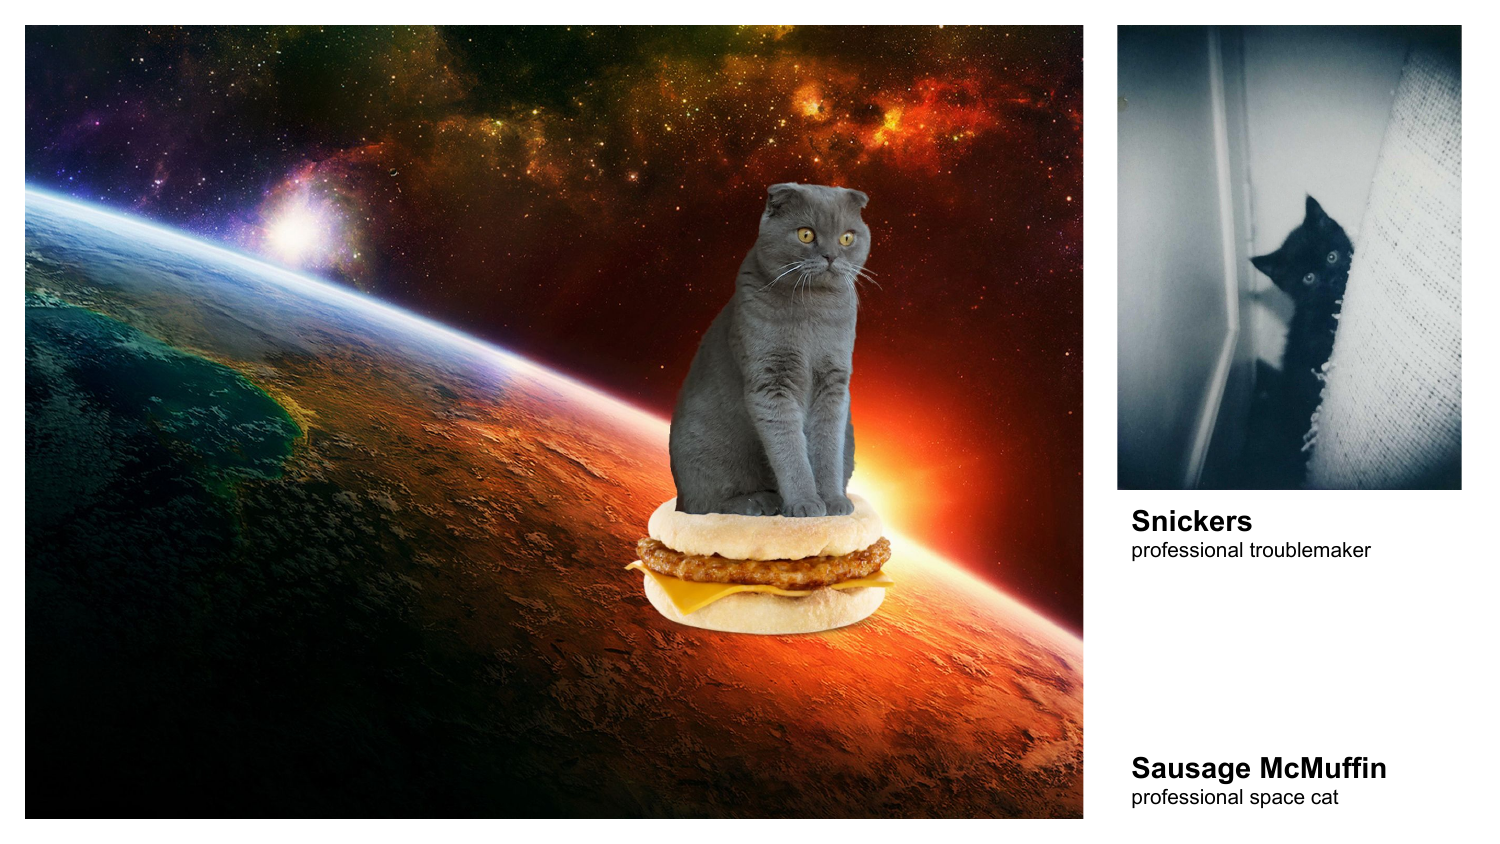 Snickers
professional troublemaker
Sausage McMuffin
professional space cat